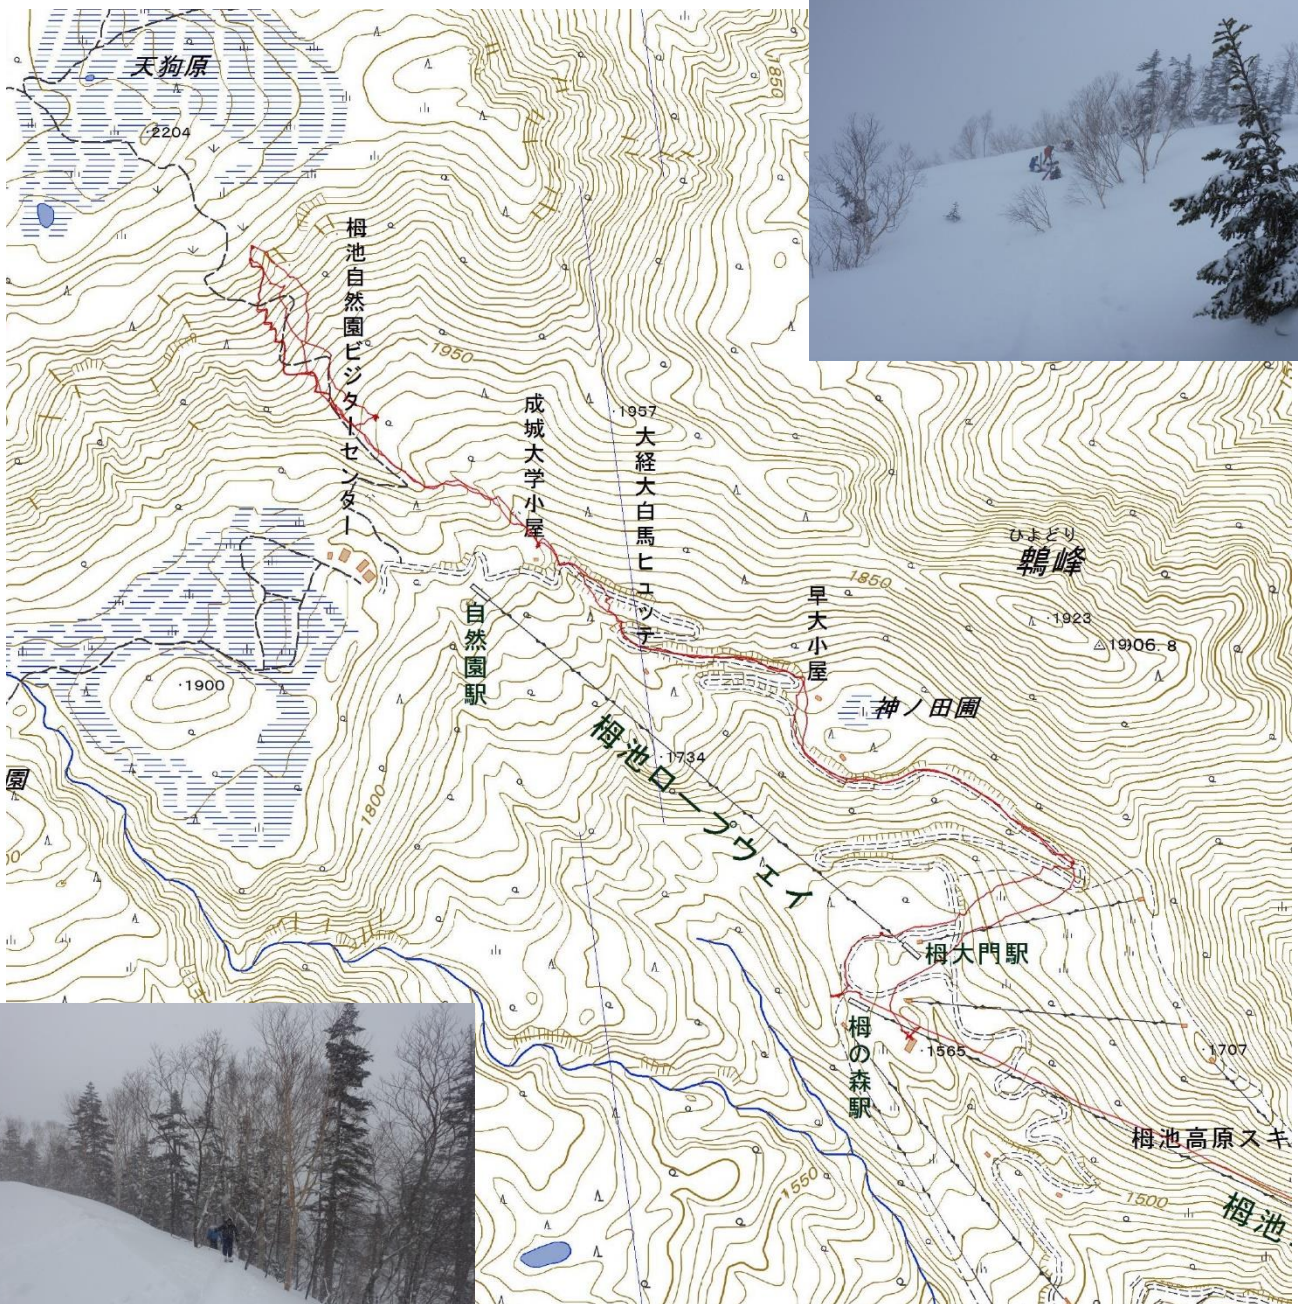 天狗原
2204
1850
栂池自然園ビジターセンター
1950
成城大学小屋
1957
大経大白馬ヒュッテ
ひよどり
鵯峰
1850
早大小屋
1923
1906.8
自然園駅
1900
神ノ田圃
栂池ロープウェイ
1734
園
1800
栂大門駅
栂の森駅
1565
1707
栂池高原スキ
1550
1500
栂池